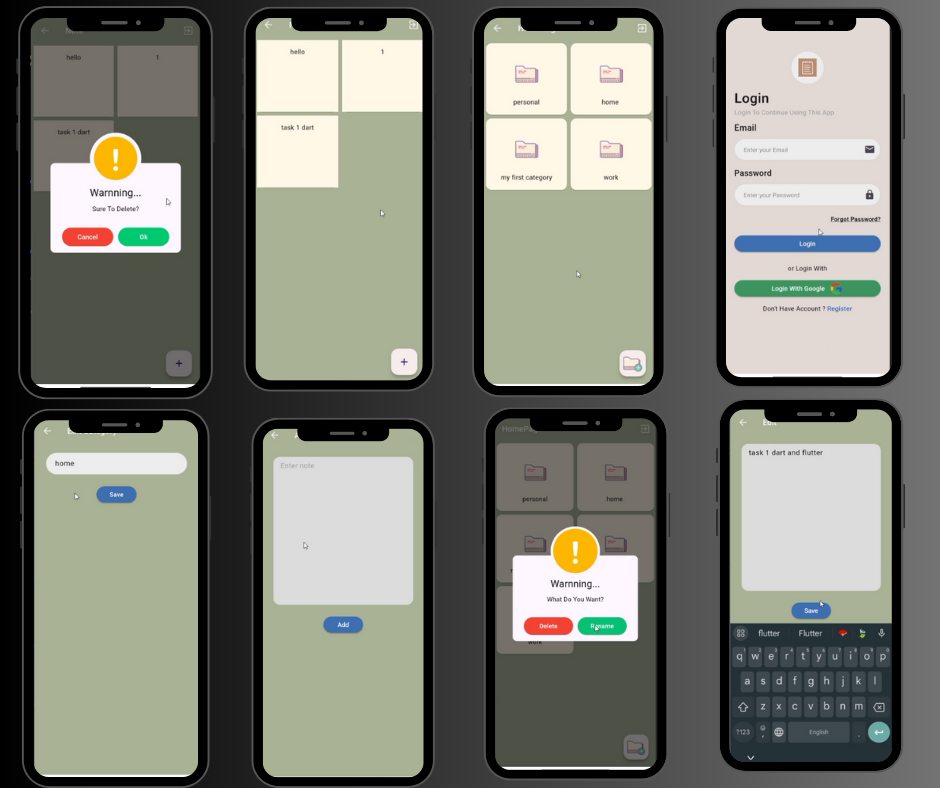 hello
1
task 1 dart
Warnning...
Sure To Delete?
Cancel
Ok
+
hello
1
task 1 dart
+
personal
home
my first category
work
Login
Login To Continue Using This App
Email
Enter your Email
Password
Enter your Password
Forgot Password?
Login
or Login With
Login With Google
Don't Have Account ? Register
home
Save
Enter note
Add
HomePage
personal
home
Warnning...
What Do You Want?
Delete
Rename
work
Edit
task 1 dart and flutter
Save
flutter Flutter
q w e r t y u i o p
a s d f g h j k l
z x c v b n m
?123 , English .